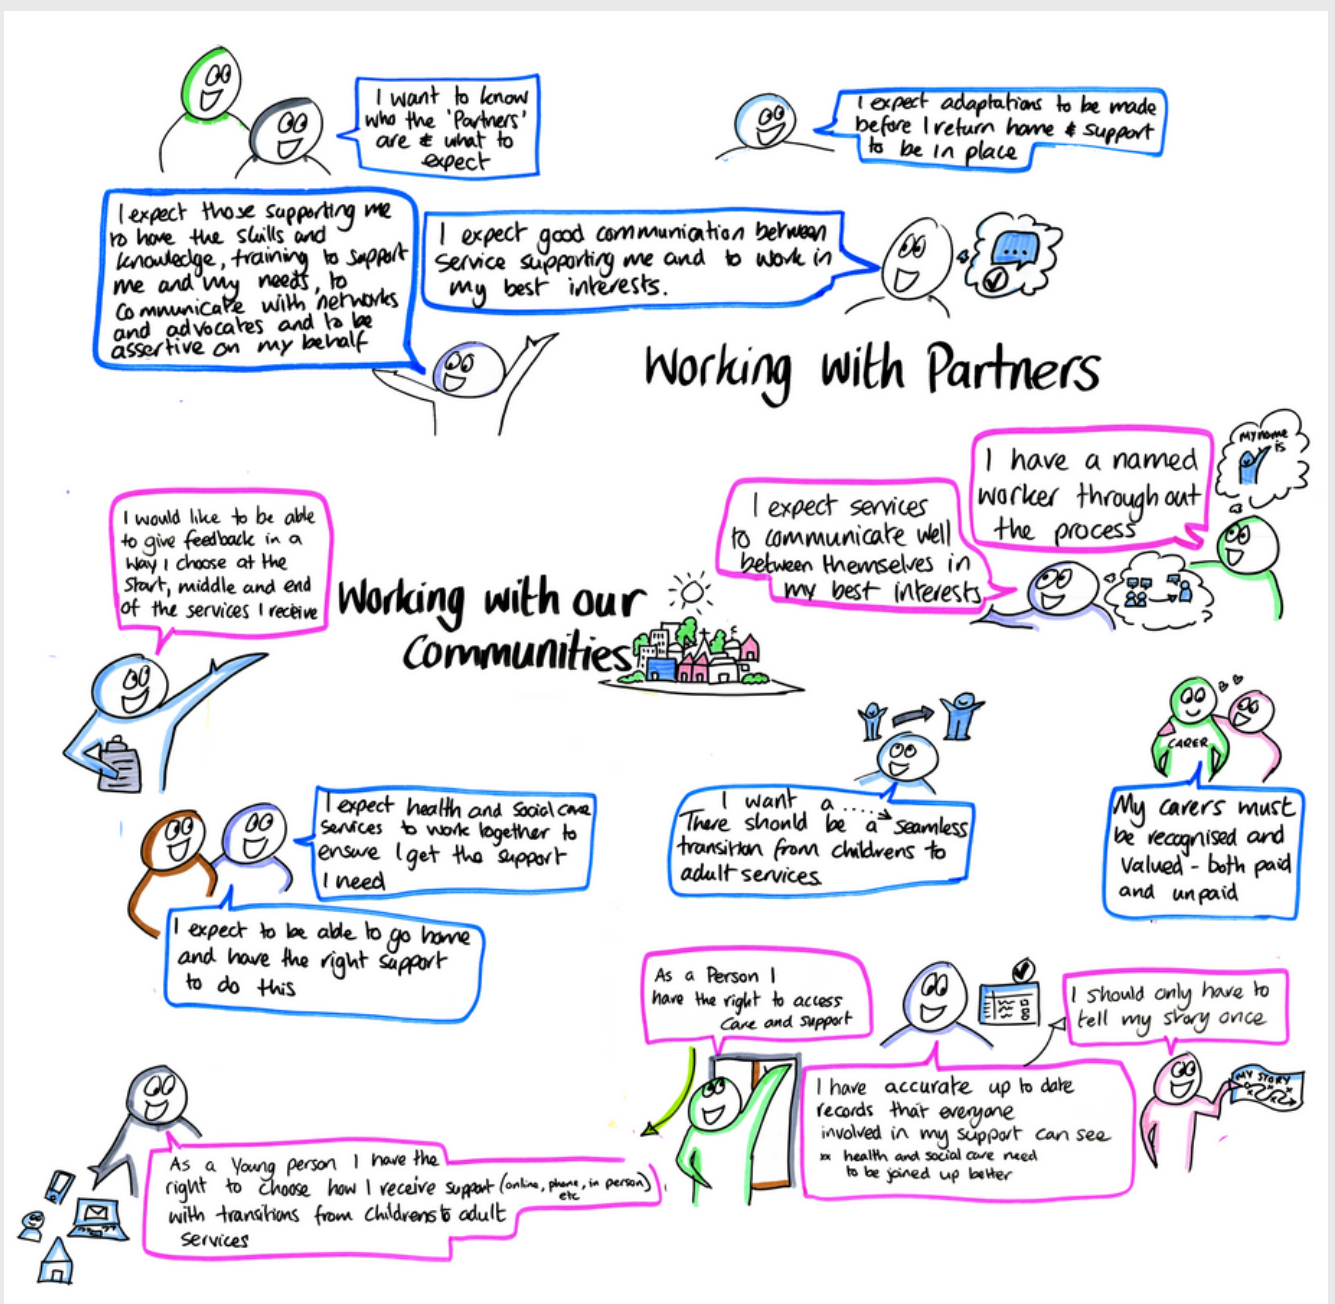 I want to know
who the 'Partners'
are & what to
expect
I expect adaptations to be made
before I return home & support
to be in place
I expect those supporting me
to have the skills and
knowledge, training to support
me and my needs, to
communicate with networks
and advocates and to be
assertive on my behalf
I expect good communication between
service supporting me and to work in
my best interests.
Working with Partners
I have a named
worker through out
the process
My name
is
I expect services
to communicate well
between themselves in
my best interests
I would like to be able
to give feedback in a
way I choose at the
start, middle and end
of the services I receive
Working with our
Communities
CARER
My carers must
be recognised and
valued - both paid
and unpaid
I want a ......
There should be a seamless
transition from childrens to
adult services.
I expect health and social care
services to work together to
ensure I get the support
I need
I expect to be able to go home
and have the right support
to do this
As a Person I
have the right to access
care and support
I should only have to
tell my story once
MY STORY
I have accurate up to date
records that everyone
involved in my support can see
** health and social care need
to be joined up better
As a Young person I have the
right to choose how I receive support (online, phone, in person)
etc
with transitions from childrens to adult
services